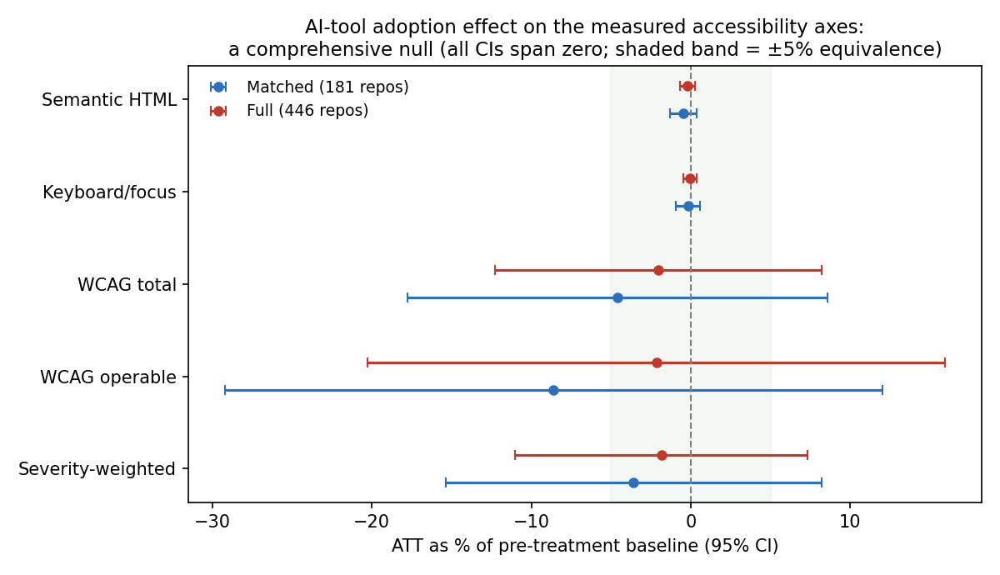 AI-tool adoption effect on the measured accessibility axes:
a comprehensive null (all CIs span zero; shaded band = ±5% equivalence)
Matched (181 repos)
Full (446 repos)
Semantic HTML
Keyboard/focus
WCAG total
WCAG operable
Severity-weighted
−30 −20 −10 0 10
ATT as % of pre-treatment baseline (95% CI)